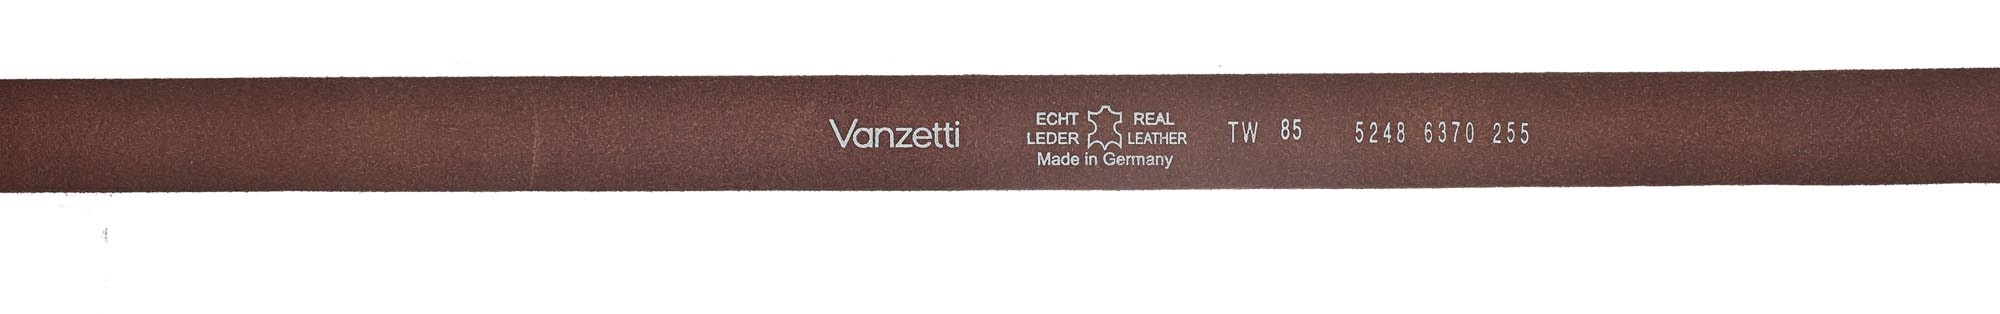 Vanzetti
ECHT REAL
LEDER LEATHER
Made in Germany
TW 85 5248 6370 255